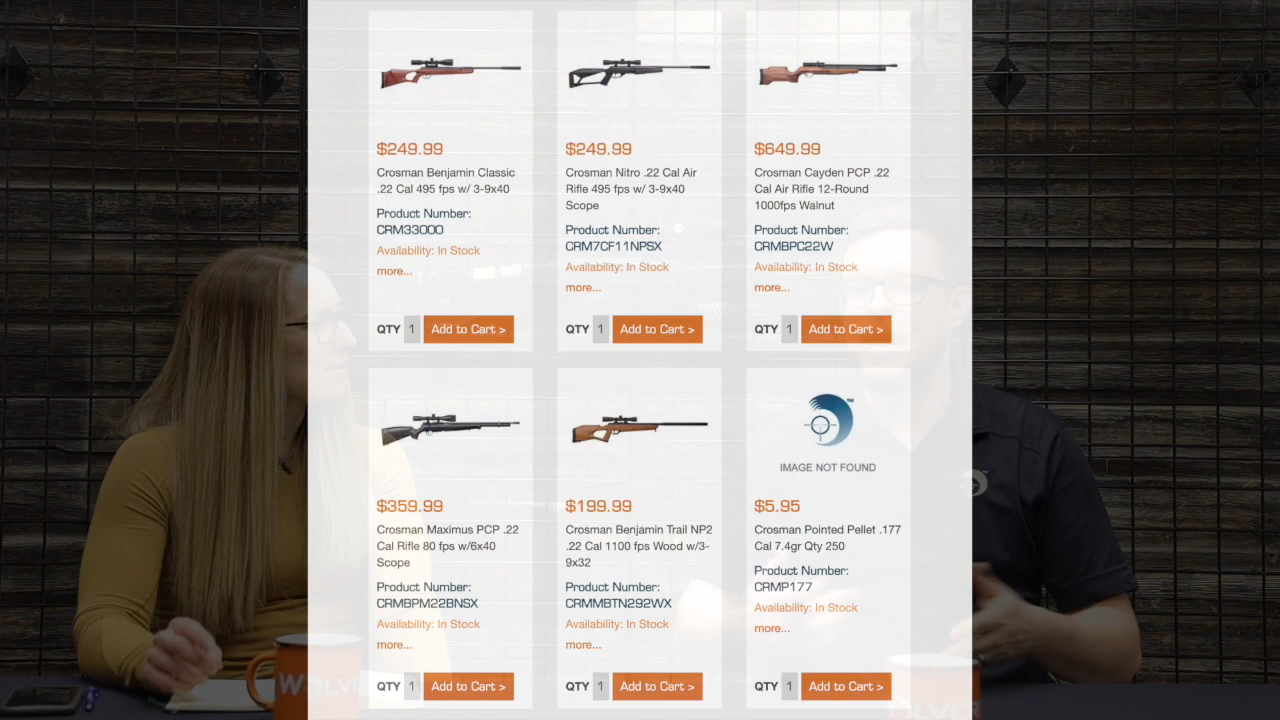 $249.99
Crosman Benjamin Classic
.22 Cal 495 fps w/ 3-9x40
Product Number:
CRM33000
Availability: In Stock
more...
QTY 1 Add to Cart >
$249.99
Crosman Nitro .22 Cal Air
Rifle 495 fps w/ 3-9x40
Scope
Product Number:
CRM7CF11NPSX
Availability: In Stock
more...
QTY 1 Add to Cart >
$649.99
Crosman Cayden PCP .22
Cal Air Rifle 12-Round
1000fps Walnut
Product Number:
CRMBPC22W
Availability: In Stock
more...
QTY 1 Add to Cart >
$359.99
Crosman Maximus PCP .22
Cal Rifle 80 fps w/6x40
Scope
Product Number:
CRMBPM22BNSX
Availability: In Stock
more...
QTY 1 Add to Cart >
$199.99
Crosman Benjamin Trail NP2
.22 Cal 1100 fps Wood w/3-
9x32
Product Number:
CRMMBTN292WX
Availability: In Stock
more...
QTY 1 Add to Cart >
TM
IMAGE NOT FOUND
$5.95
Crosman Pointed Pellet .177
Cal 7.4gr Qty 250
Product Number:
CRMP177
Availability: In Stock
more...
QTY 1 Add to Cart >
WOLVE
OLVER